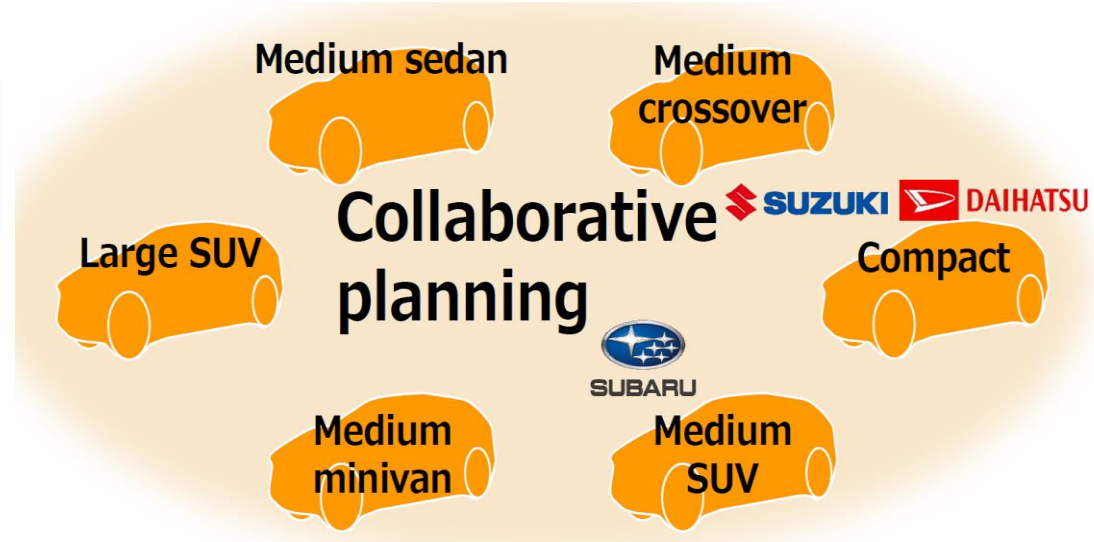 Medium sedan
Medium
crossover
Collaborative
planning
SUZUKI
DAIHATSU
Large SUV
Compact
SUBARU
Medium
minivan
Medium
SUV